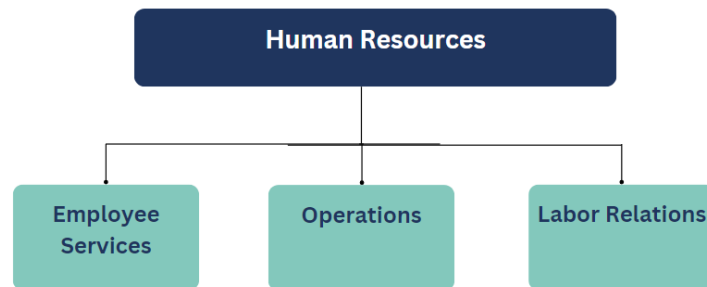 Human Resources
Employee
Services
Operations
Labor Relations